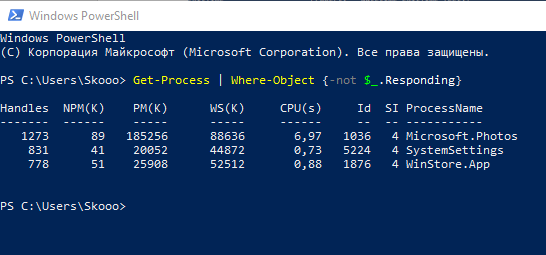 Windows PowerShell
Windows PowerShell
(C) Корпорация Майкрософт (Microsoft Corporation). Все права защищены.
PS C:\Users\Skooo> Get-Process | Where-Object {-not $_.Responding}
Handles  NPM(K)    PM(K)      WS(K)     CPU(s)     Id  SI ProcessName
-------  ------    -----      -----     ------     --  -- -----------
   1273      89   185256      88636       6,97   1036   4 Microsoft.Photos
    831      41    20052      44872       0,73   5224   4 SystemSettings
    778      51    25908      52512       0,88   1876   4 WinStore.App
PS C:\Users\Skooo>